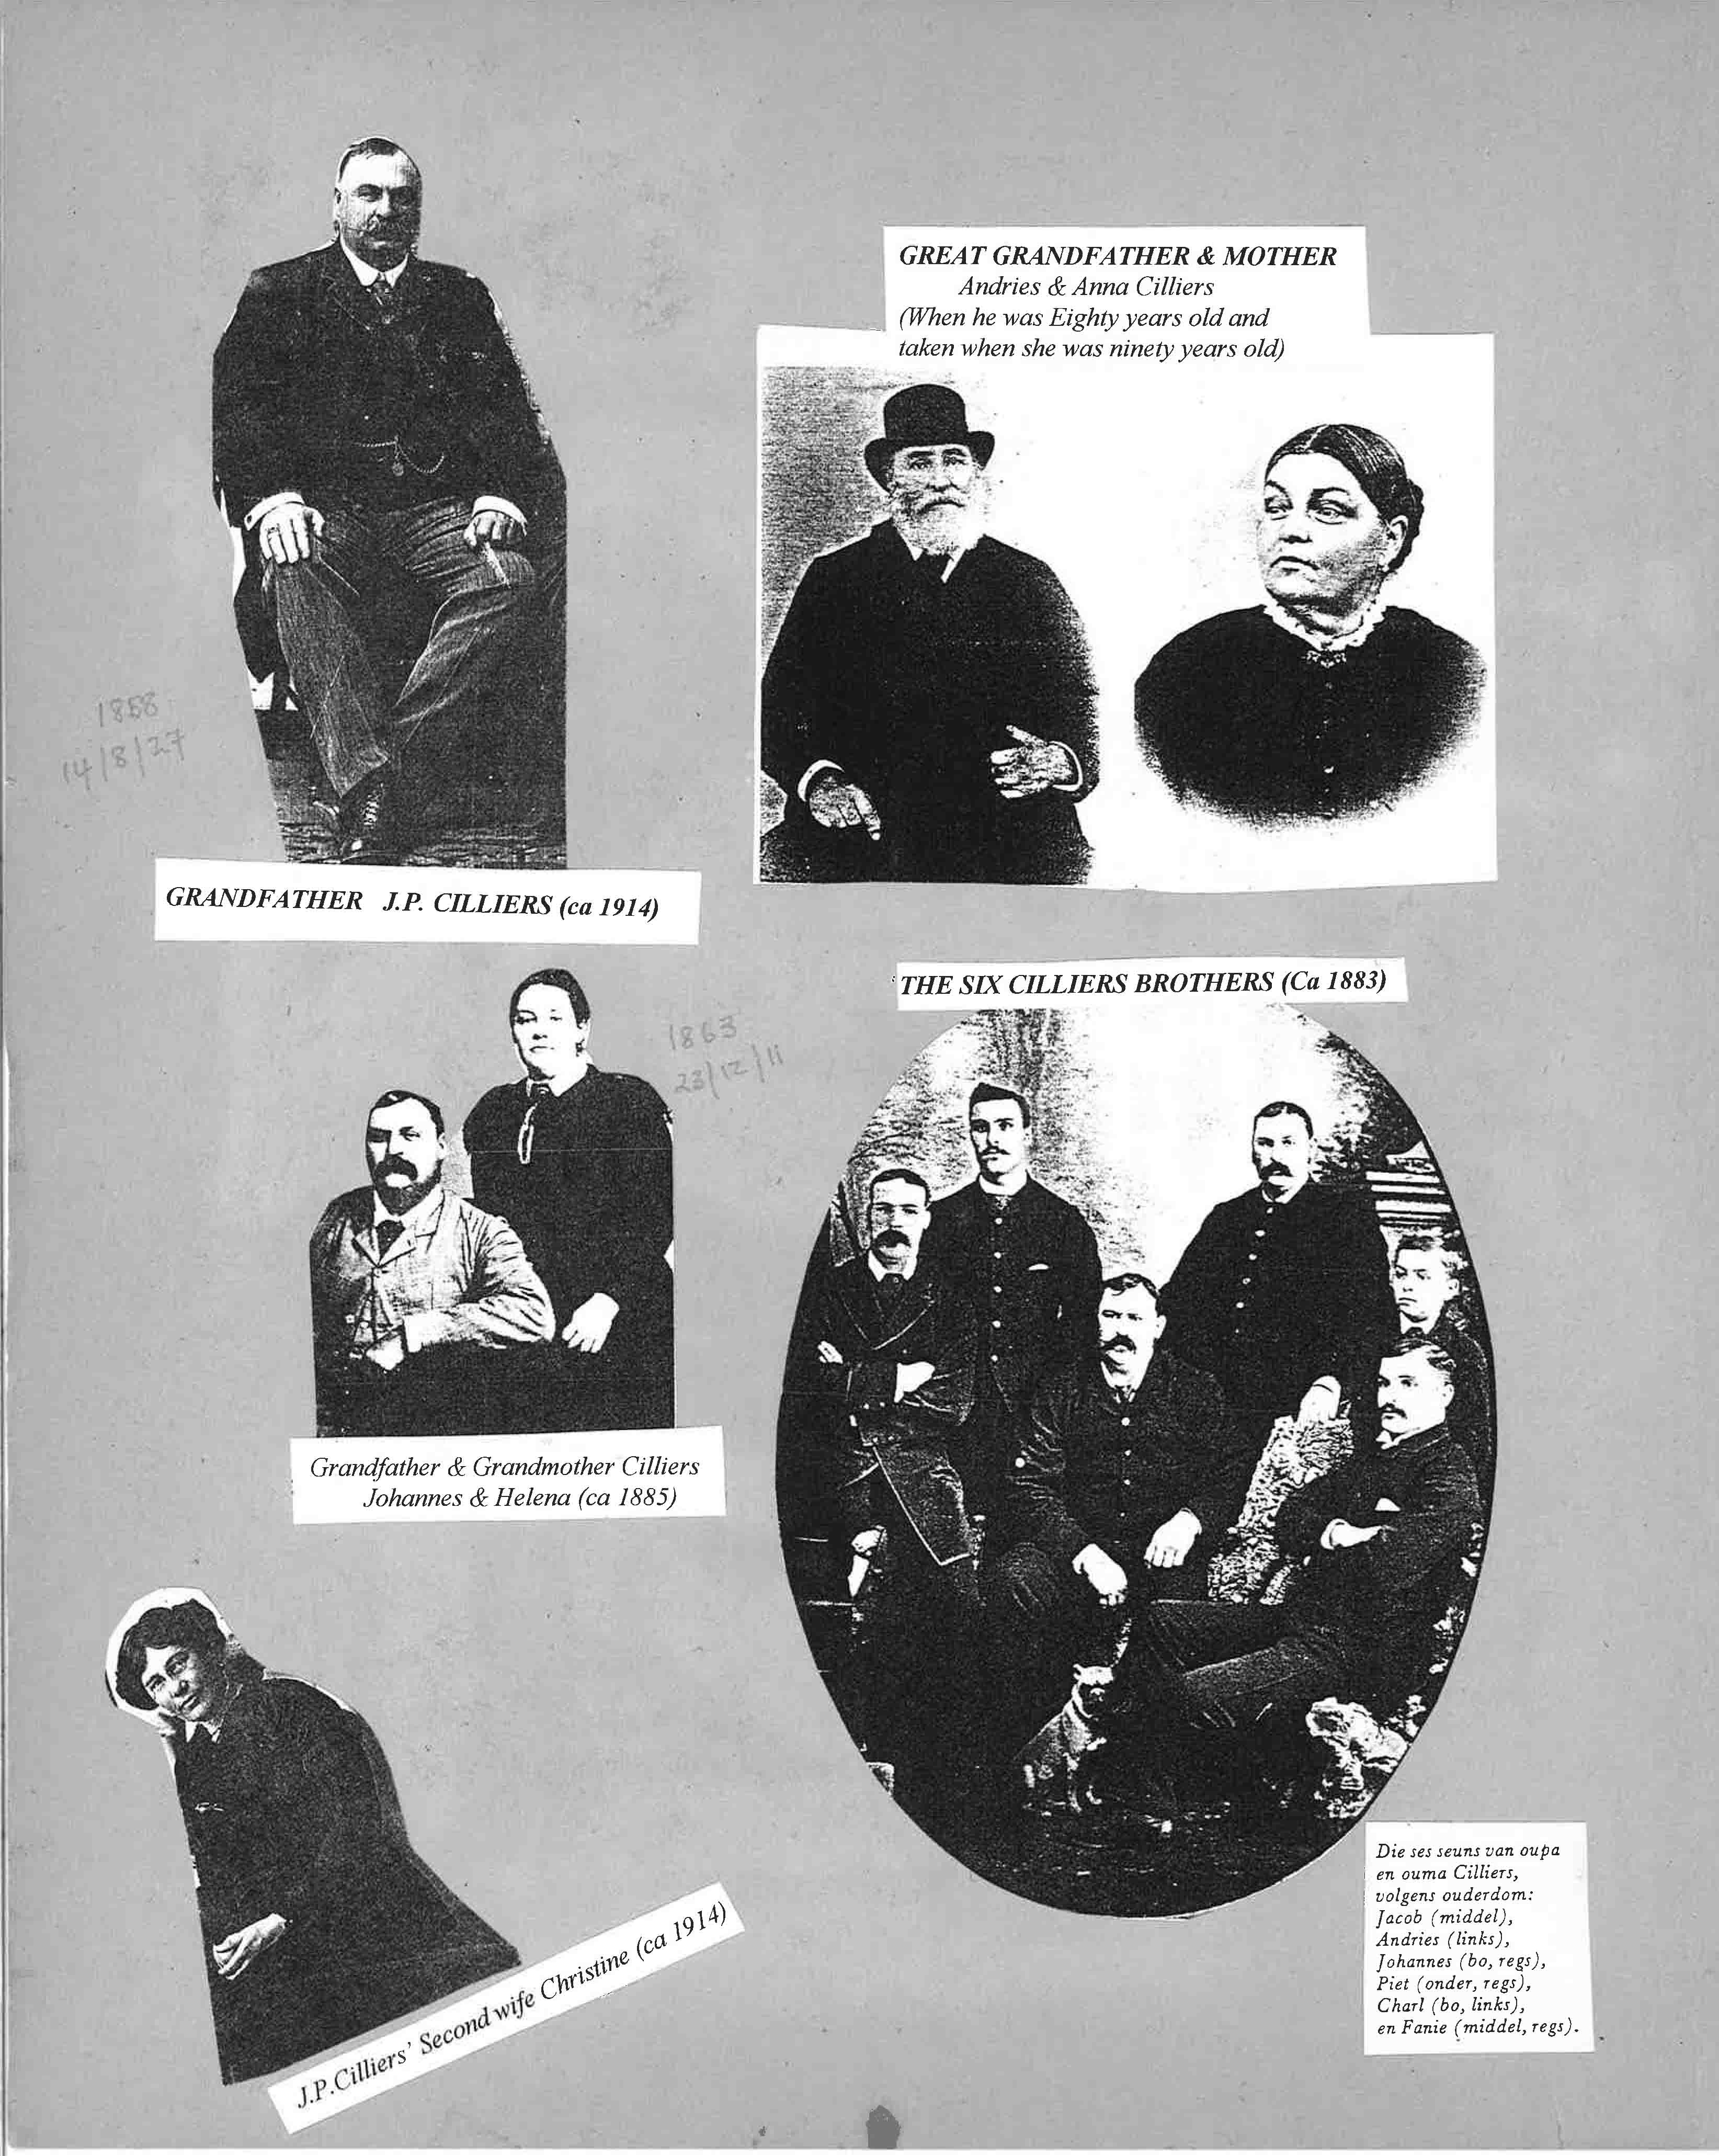 GREAT GRANDFATHER & MOTHER
Andries & Anna Cilliers
(When he was Eighty years old and
taken when she was ninety years old)
1858
14/8/27
GRANDFATHER J.P. CILLIERS (ca 1914)
THE SIX CILLIERS BROTHERS (Ca 1883)
1863
23/12/11
Grandfather & Grandmother Cilliers
Johannes & Helena (ca 1885)
J.P.Cilliers' Second wife Christine (ca 1914)
Die ses seuns van oupa
en ouma Cilliers,
volgens ouderdom:
Jacob (middel),
Andries (links),
Johannes (bo, regs),
Piet (onder, regs),
Charl (bo, links),
en Fanie (middel, regs).